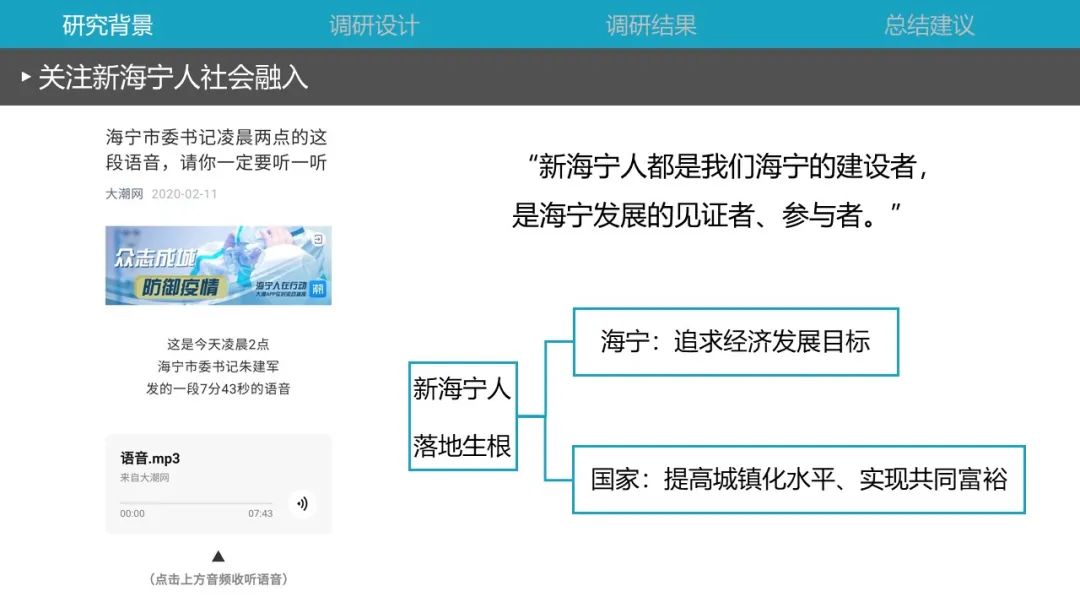 研究背景
调研设计
调研结果
总结建议
关注新海宁人社会融入
海宁市委书记凌晨两点的这
段语音，请你一定要听一听
大潮网 2020-02-11
众志成城
防御疫情
海宁人在行动
潮
这是今天凌晨2点
海宁市委书记朱建军
发的一段7分43秒的语音
语音.mp3
来自大潮网
00:00
07:43
（点击上方音频收听语音）
“新海宁人都是我们海宁的建设者，
是海宁发展的见证者、参与者。”
新海宁人
落地生根
海宁：追求经济发展目标
国家：提高城镇化水平、实现共同富裕